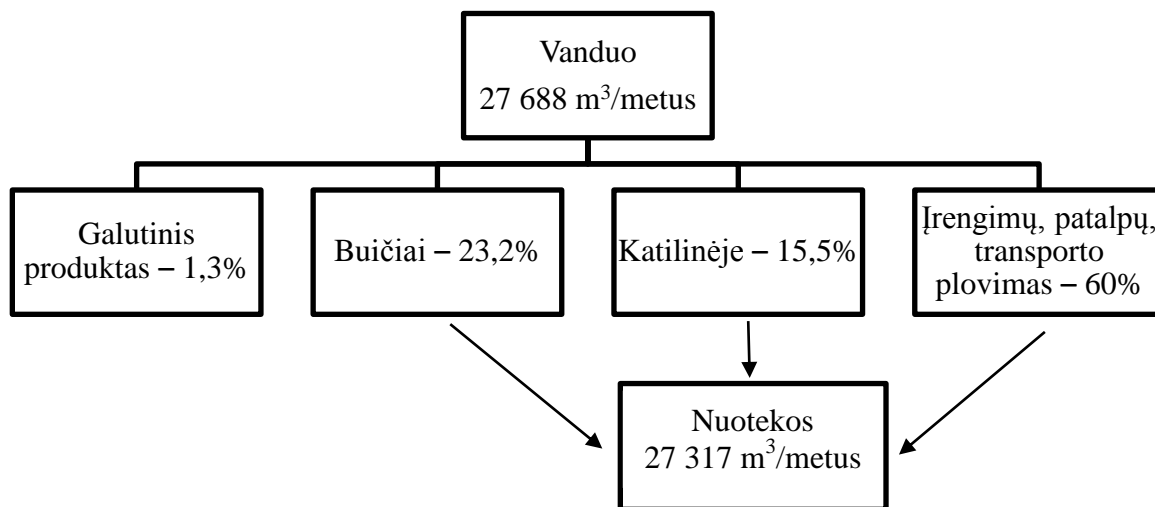 Vanduo
27 688 m³/metus
Galutinis
produktas – 1,3%
Buičiai – 23,2%
Katilinėje – 15,5%
Įrengimų, patalpų,
transporto
plovimas – 60%
Nuotekos
27 317 m³/metus